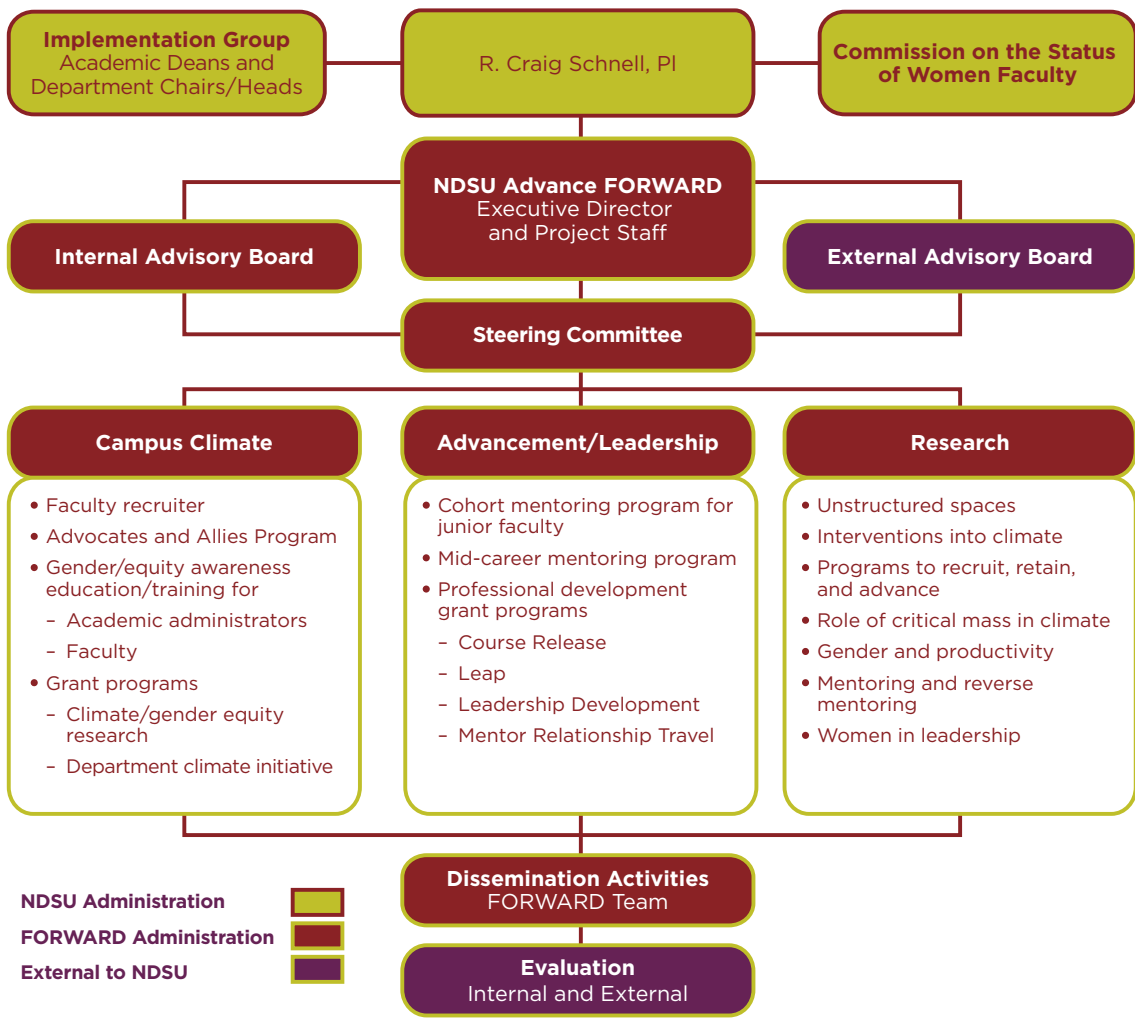 Implementation Group
Academic Deans and
Department Chairs/Heads
R. Craig Schnell, PI
Commission on the Status
of Women Faculty
NDSU Advance FORWARD
Executive Director
and Project Staff
Internal Advisory Board
External Advisory Board
Steering Committee
Campus Climate
• Faculty recruiter
• Advocates and Allies Program
• Gender/equity awareness
education/training for
– Academic administrators
– Faculty
• Grant programs
– Climate/gender equity
research
– Department climate initiative
Advancement/Leadership
• Cohort mentoring program for
junior faculty
• Mid-career mentoring program
• Professional development
grant programs
– Course Release
– Leap
– Leadership Development
– Mentor Relationship Travel
Research
• Unstructured spaces
• Interventions into climate
• Programs to recruit, retain,
and advance
• Role of critical mass in climate
• Gender and productivity
• Mentoring and reverse
mentoring
• Women in leadership
Dissemination Activities
FORWARD Team
Evaluation
Internal and External
NDSU Administration
FORWARD Administration
External to NDSU